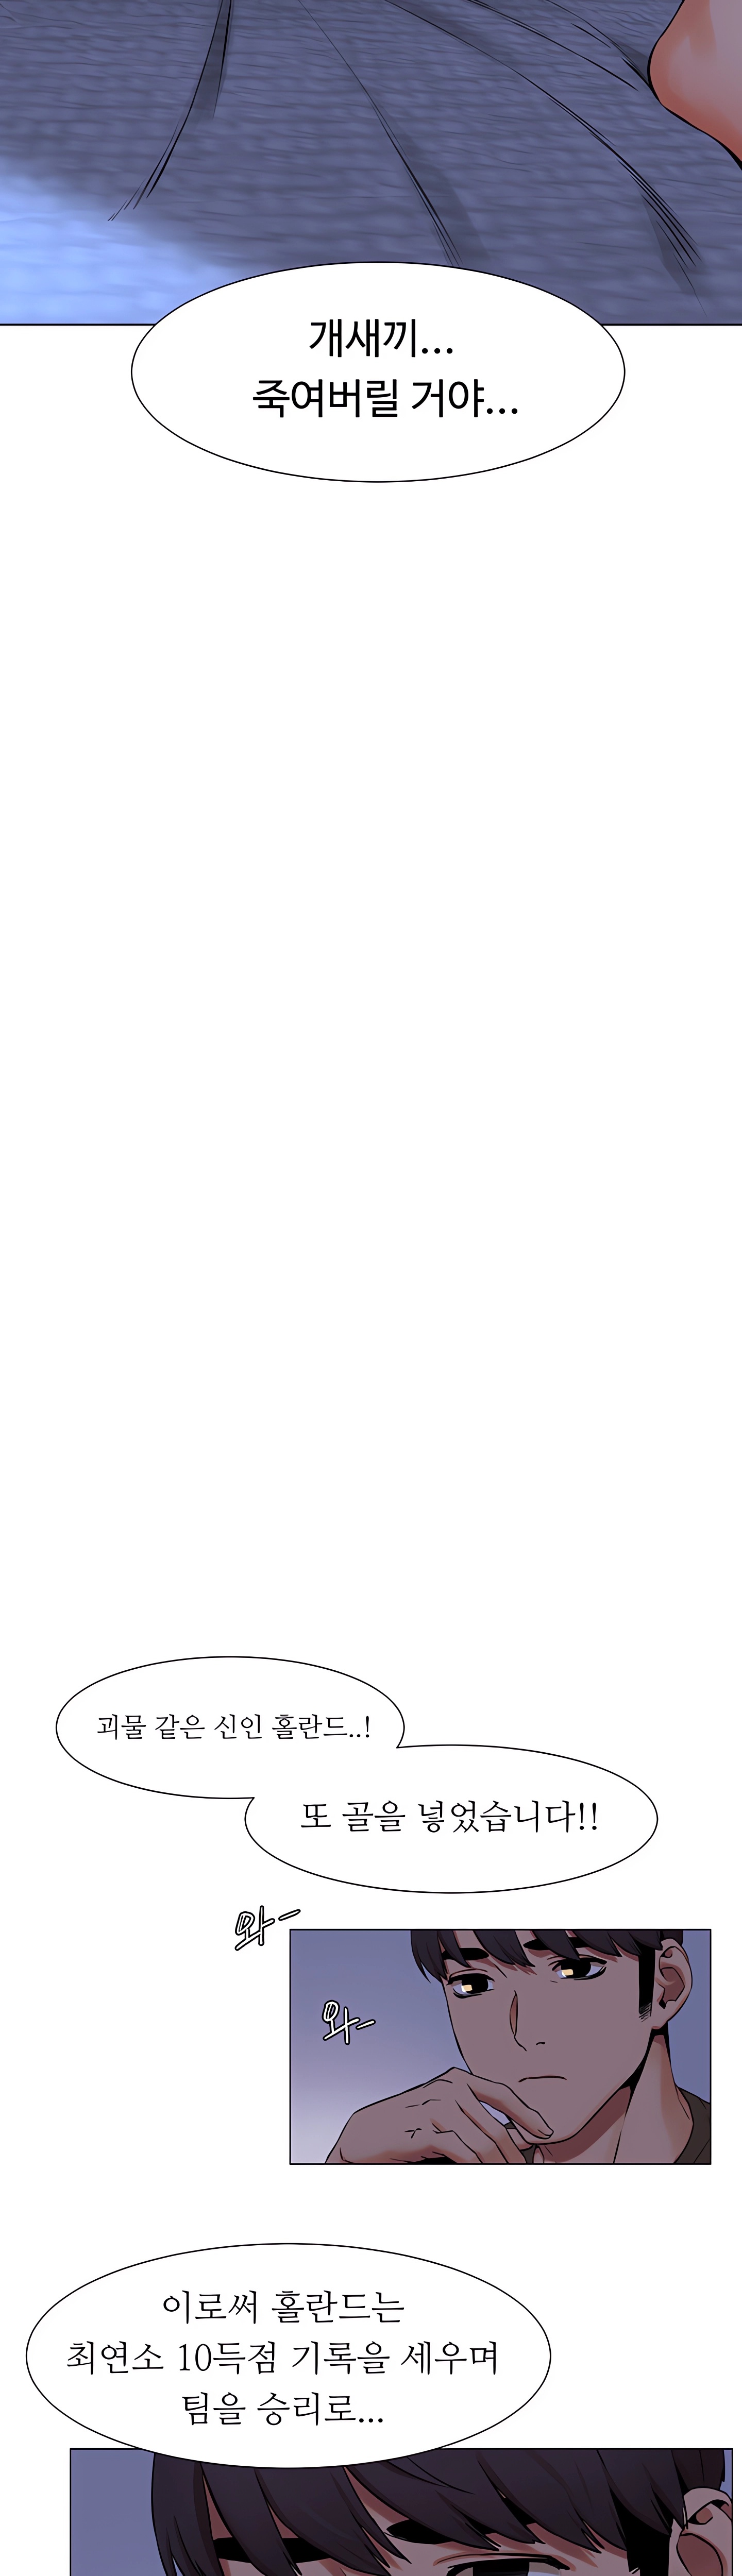 개새끼...
죽여버릴 거야...
괴물 같은 신인 홀란드..!
또 골을 넣었습니다!!
와-
와-
이로써 홀란드는
최연소 10득점 기록을 세우며
팀을 승리로...